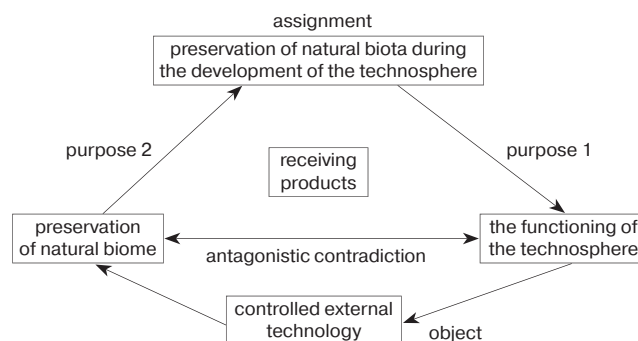 assignment
preservation of natural biota during
the development of the technosphere
purpose 2
purpose 1
receiving
products
preservation
of natural biome
the functioning of
the technosphere
antagonistic contradiction
controlled external
technology
object